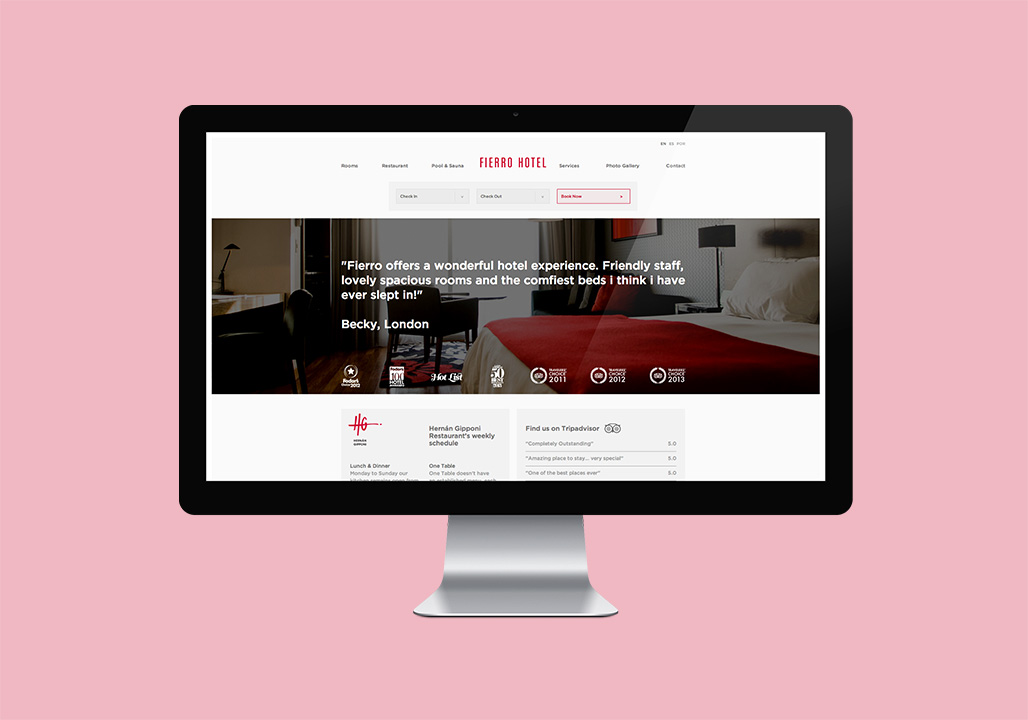 EN ES POR
Rooms Restaurant Pool & Sauna FIERRO HOTEL Services Photo Gallery Contact
Check In Check Out Book Now
"Fierro offers a wonderful hotel experience. Friendly staff,
lovely spacious rooms and the comfiest beds i think i have
ever slept in!"
Becky, London
Fodor's 2012
Fodor's 100 HOTEL
Hot List
50 BEST
TRAVELERS' CHOICE 2011
TRAVELERS' CHOICE 2012
TRAVELERS' CHOICE 2013
HG
HERNÁN
GIPPONI
Hernán Gipponi
Restaurant's weekly
schedule
Lunch & Dinner
Monday to Sunday our
One Table
One Table doesn't have
Find us on Tripadvisor
"Completely Outstanding" 5.0
"Amazing place to stay... very special" 5.0
"One of the best places ever" 5.0